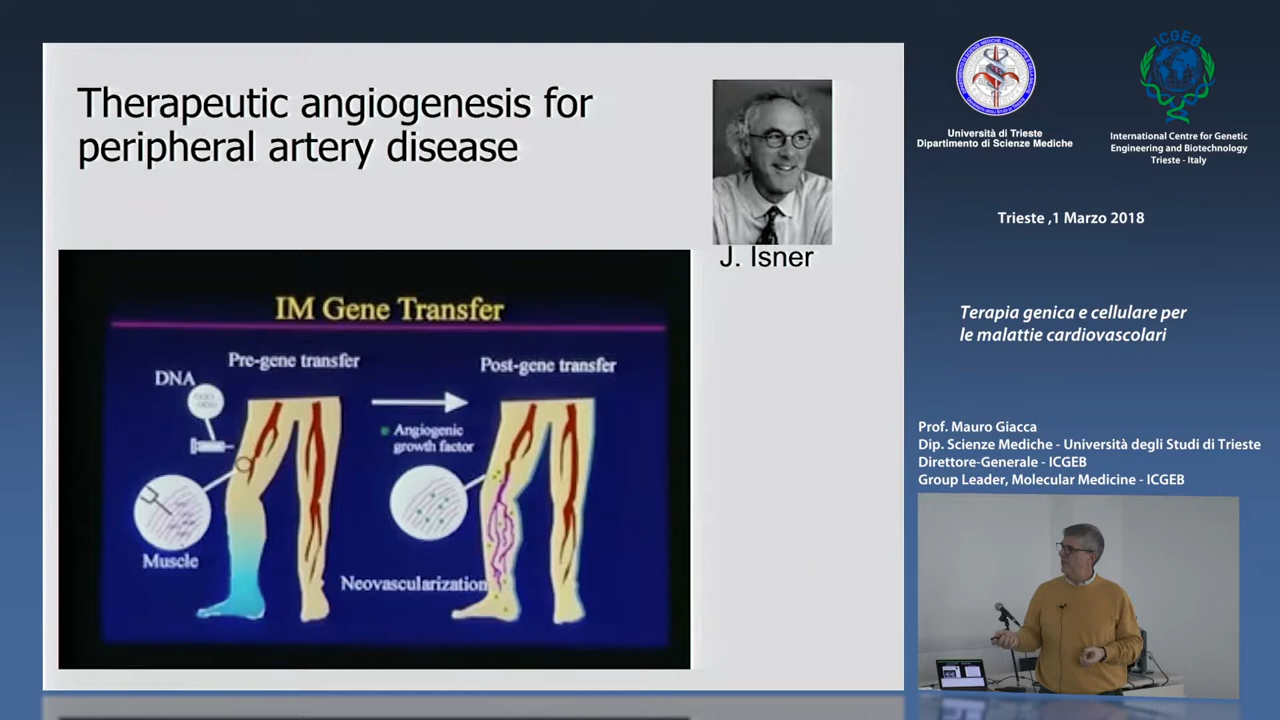 Therapeutic angiogenesis for
peripheral artery disease
J. Isner
IM Gene Transfer
Pre-gene transfer
Post-gene transfer
DNA
Angiogenic
growth factor
Muscle
Neovascularization
ICGEB
Università di Trieste
Dipartimento di Scienze Mediche
International Centre for Genetic
Engineering and Biotechnology
Trieste - Italy
Trieste ,1 Marzo 2018
Terapia genica e cellulare per
le malattie cardiovascolari
Prof. Mauro Giacca
Dip. Scienze Mediche - Università degli Studi di Trieste
Direttore-Generale - ICGEB
Group Leader, Molecular Medicine - ICGEB